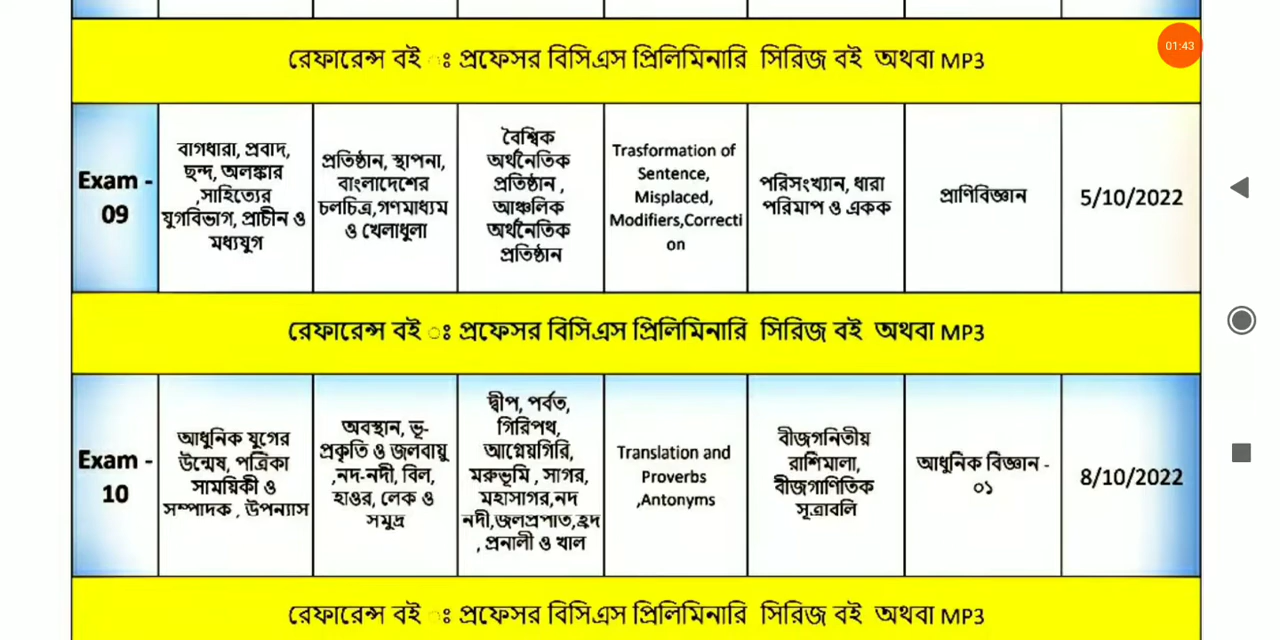 রেফারেন্স বই ঃ প্রফেসর বিসিএস প্রিলিমিনারি সিরিজ বই অথবা MP3
01:43
Exam -
09
বাগধারা, প্রবাদ,
ছন্দ, অলঙ্কার
,সাহিত্যের
যুগবিভাগ, প্রাচীন ও
মধ্যযুগ
প্রতিষ্ঠান, স্থাপনা,
বাংলাদেশের
চলচিত্র,গণমাধ্যম
ও খেলাধুলা
বৈশ্বিক
অর্থনৈতিক
প্রতিষ্ঠান ,
আঞ্চলিক
অর্থনৈতিক
প্রতিষ্ঠান
Trasformation of
Sentence,
Misplaced,
Modifiers,Correcti
on
পরিসংখ্যান, ধারা
পরিমাপ ও একক
প্রাণিবিজ্ঞান
5/10/2022
রেফারেন্স বই ঃ প্রফেসর বিসিএস প্রিলিমিনারি সিরিজ বই অথবা MP3
Exam -
10
আধুনিক যুগের
উন্মেষ, পত্রিকা
সাময়িকী ও
সম্পাদক , উপন্যাস
অবস্থান, ভূ-
প্রকৃতি ও জলবায়ু
,নদ-নদী, বিল,
হাওর, লেক ও
সমুদ্র
দ্বীপ, পর্বত,
গিরিপথ,
আগ্নেয়গিরি,
মরুভূমি , সাগর,
মহাসাগর,নদ
নদী,জলপ্রপাত,হ্রদ
, প্রনালী ও খাল
Translation and
Proverbs
,Antonyms
বীজগনিতীয়
রাশিমালা,
বীজগাণিতিক
সূত্রাবলি
আধুনিক বিজ্ঞান -
০১
8/10/2022
রেফারেন্স বই ঃ প্রফেসর বিসিএস প্রিলিমিনারি সিরিজ বই অথবা MP3